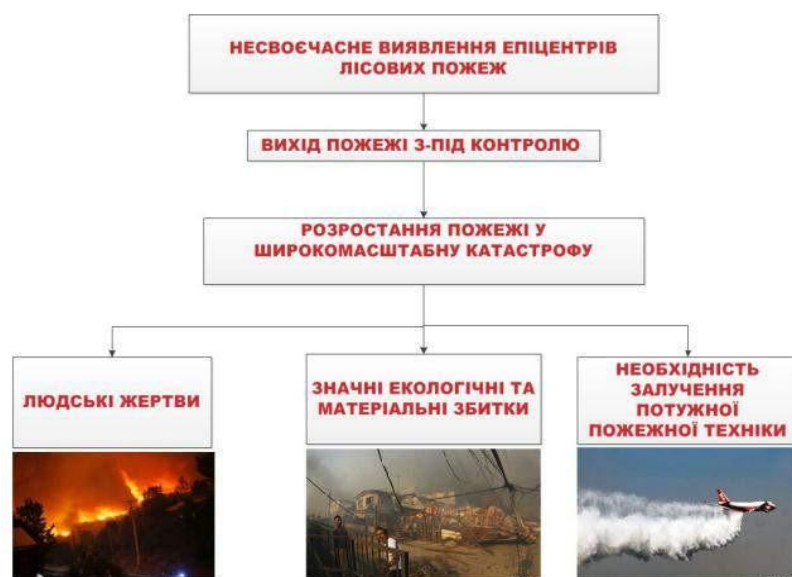 НЕСВОЄЧАСНЕ ВИЯВЛЕННЯ ЕПІЦЕНТРІВ
ЛІСОВИХ ПОЖЕЖ
ВИХІД ПОЖЕЖІ З-ПІД КОНТРОЛЮ
РОЗРОСТАННЯ ПОЖЕЖІ У
ШИРОКОМАСШТАБНУ КАТАСТРОФУ
ЛЮДСЬКІ ЖЕРТВИ
ЗНАЧНІ ЕКОЛОГІЧНІ ТА
МАТЕРІАЛЬНІ ЗБИТКИ
НЕОБХІДНІСТЬ
ЗАЛУЧЕННЯ
ПОТУЖНОЇ
ПОЖЕЖНОЇ ТЕХНІКИ